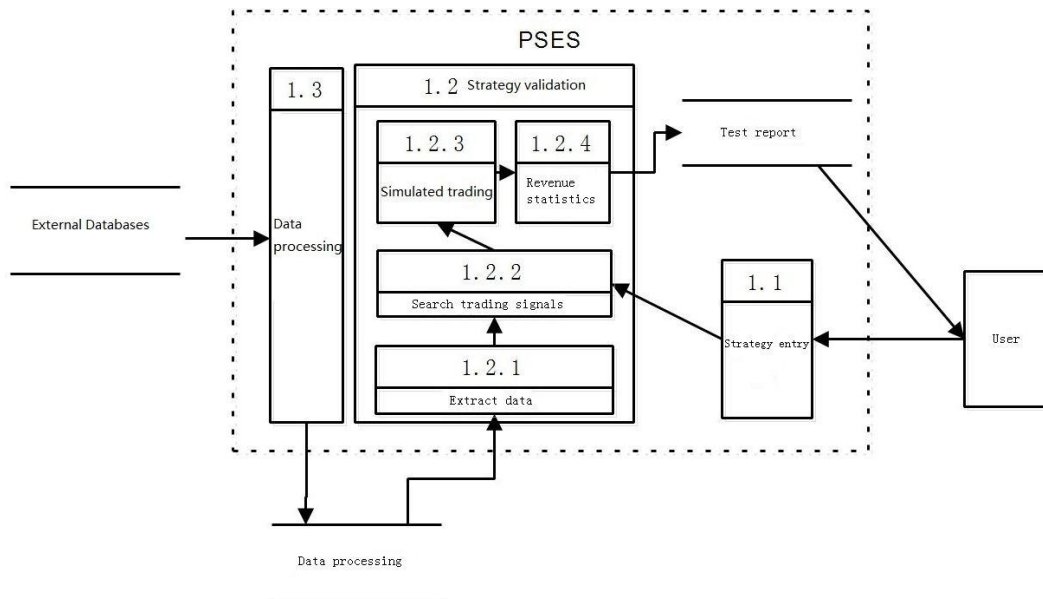 PSES
1.3
Data
processing
1.2 Strategy validation
1.2.3
Simulated trading
1.2.4
Revenue
statistics
Test report
External Databases
1.2.2
Search trading signals
1.1
Strategy entry
User
1.2.1
Extract data
Data processing